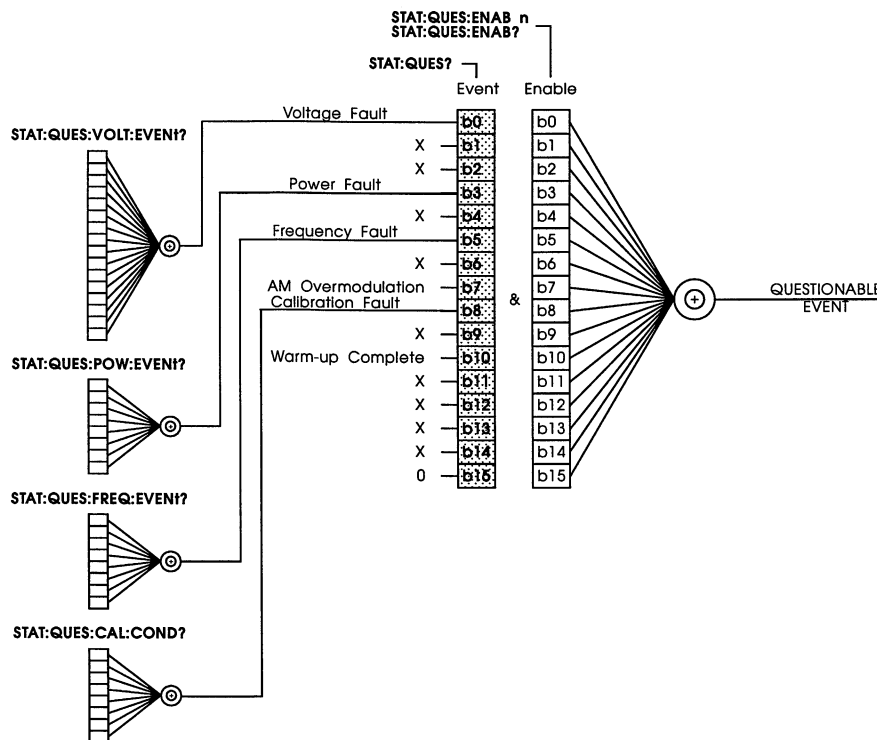 STAT:QUES:ENAB n
STAT:QUES:ENAB?
STAT:QUES?
Event Enable
Voltage Fault b0 b0
STAT:QUES:VOLT:EVENt?
X b1 b1
X b2 b2
Power Fault b3 b3
X b4 b4
Frequency Fault b5 b5
X b6 b6
AM Overmodulation b7 b7
Calibration Fault b8 b8
&
QUESTIONABLE
EVENT
X b9 b9
Warm-up Complete b10 b10
STAT:QUES:POW:EVENt?
X b11 b11
X b12 b12
X b13 b13
X b14 b14
0 b15 b15
STAT:QUES:FREQ:EVENt?
STAT:QUES:CAL:COND?